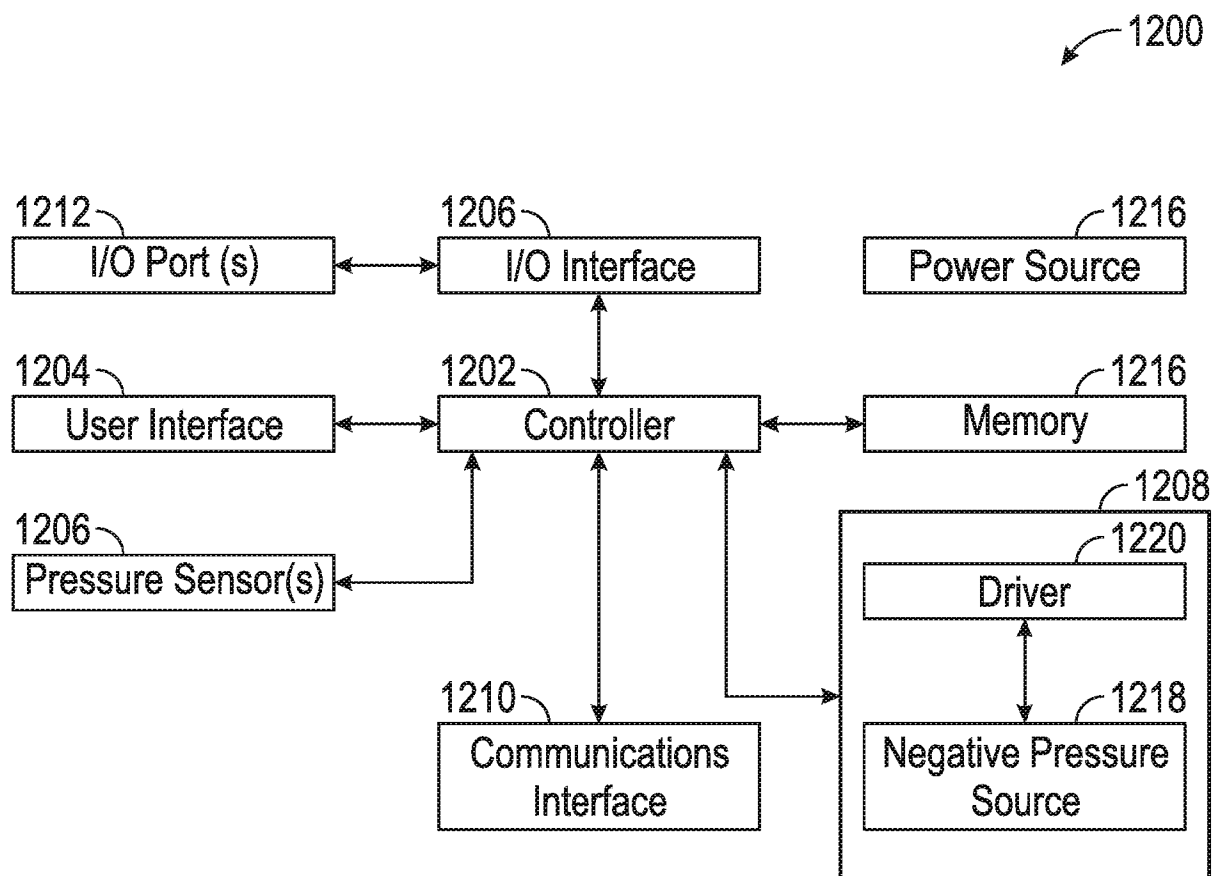 1200
1212
I/O Port (s)
1206
I/O Interface
1216
Power Source
1204
User Interface
1202
Controller
1216
Memory
1206
Pressure Sensor(s)
1208
1220
Driver
1210
Communications
Interface
1218
Negative Pressure
Source